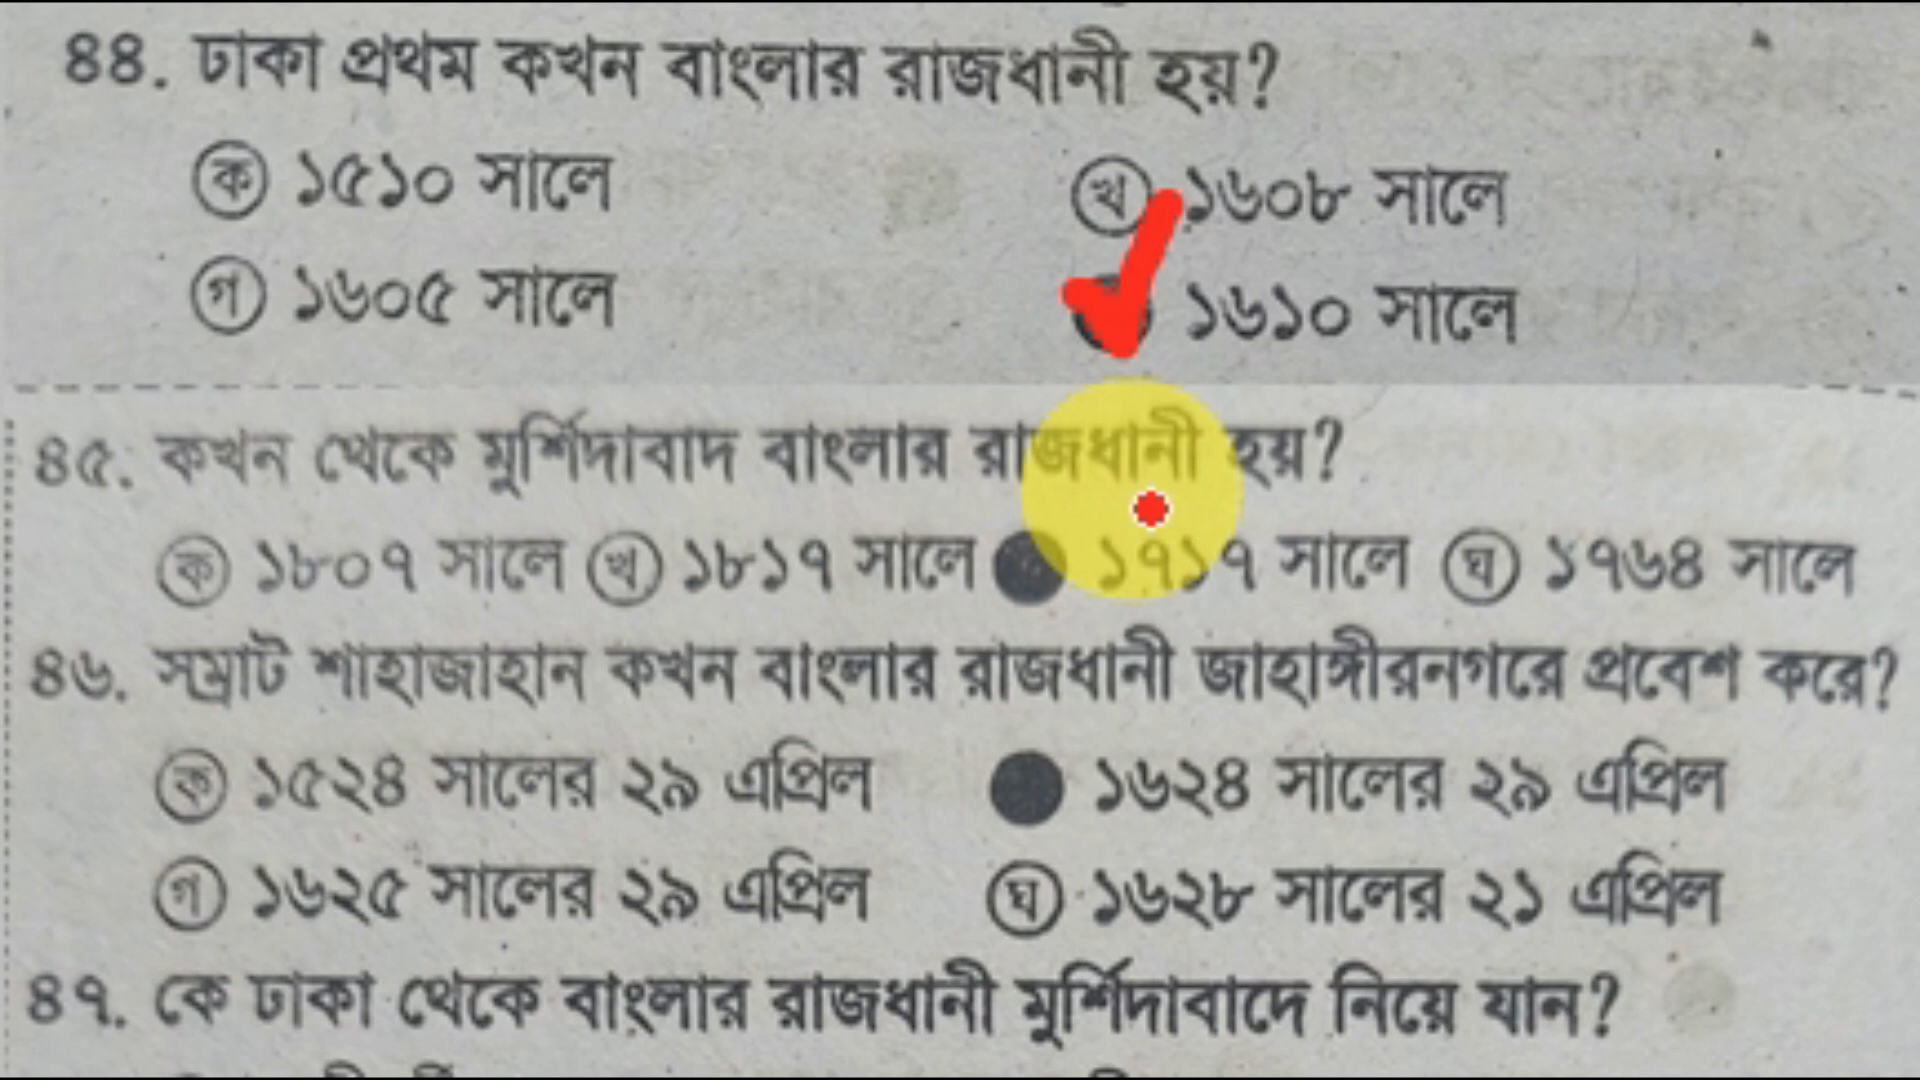 ৪৪. ঢাকা প্রথম কখন বাংলার রাজধানী হয়?
ক ১৫১০ সালে খ ১৬০৮ সালে
গ ১৬০৫ সালে ১৬১০ সালে
৪৫. কখন থেকে মুর্শিদাবাদ বাংলার রাজধানী হয়?
ক ১৮০৭ সালে খ ১৮১৭ সালে ১৭১৭ সালে ঘ ১৭৬৪ সালে
৪৬. সম্রাট শাহাজাহান কখন বাংলার রাজধানী জাহাঙ্গীরনগরে প্রবেশ করে?
ক ১৫২৪ সালের ২৯ এপ্রিল ১৬২৪ সালের ২৯ এপ্রিল
গ ১৬২৫ সালের ২৯ এপ্রিল ঘ ১৬২৮ সালের ২১ এপ্রিল
৪৭. কে ঢাকা থেকে বাংলার রাজধানী মুর্শিদাবাদে নিয়ে যান?